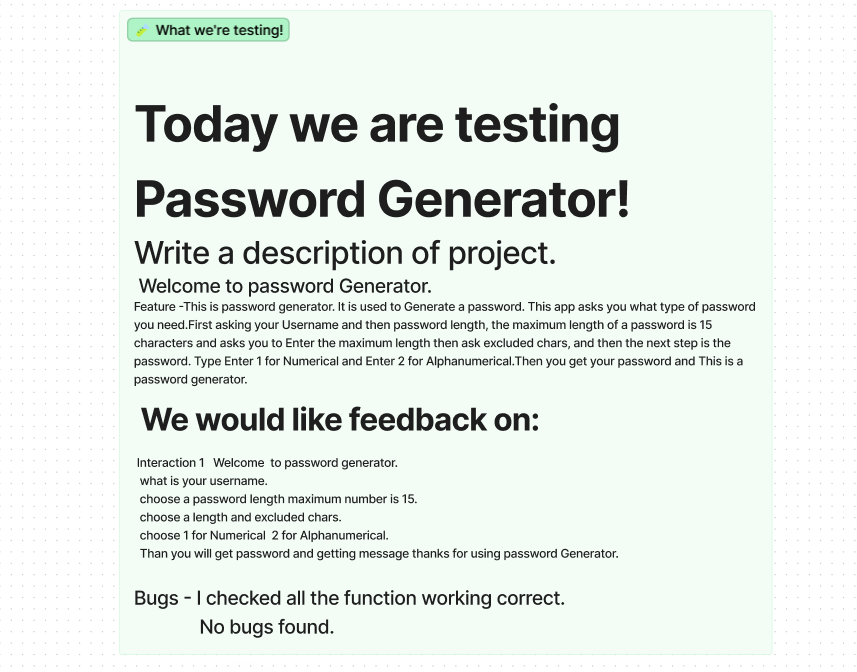 What we're testing!
Today we are testing
Password Generator!
Write a description of project.
Welcome to password Generator.
Feature -This is password generator. It is used to Generate a password. This app asks you what type of password
you need.First asking your Username and then password length, the maximum length of a password is 15
characters and asks you to Enter the maximum length then ask excluded chars, and then the next step is the
password. Type Enter 1 for Numerical and Enter 2 for Alphanumerical.Then you get your password and This is a
password generator.
We would like feedback on:
Interaction 1 Welcome to password generator.
what is your username.
choose a password length maximum number is 15.
choose a length and excluded chars.
choose 1 for Numerical 2 for Alphanumerical.
Than you will get password and getting message thanks for using password Generator.
Bugs - I checked all the function working correct.
No bugs found.